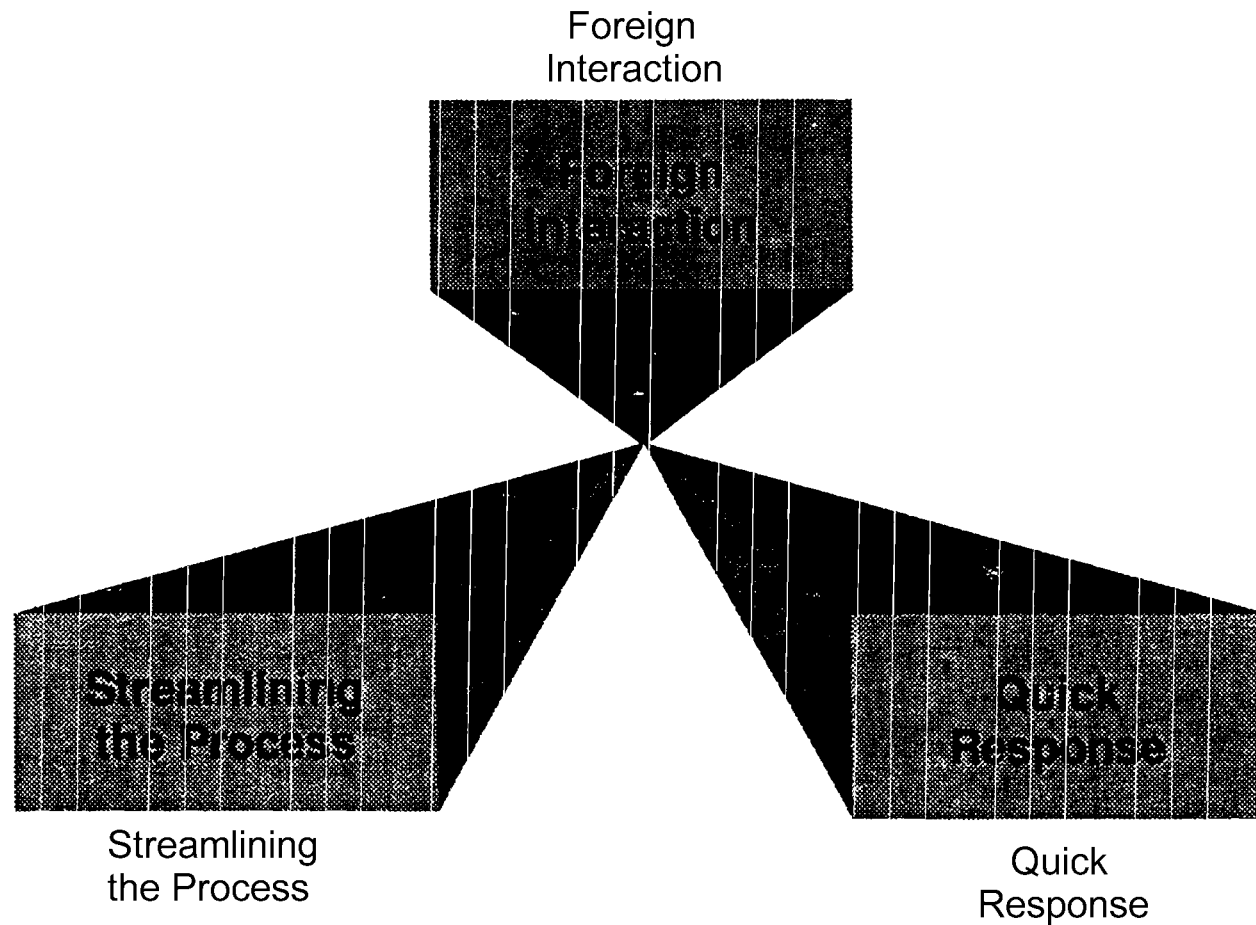 Foreign
Interaction
Foreign
Interaction
Streamlining
the Process
Quick
Response
Streamlining
the Process
Quick
Response